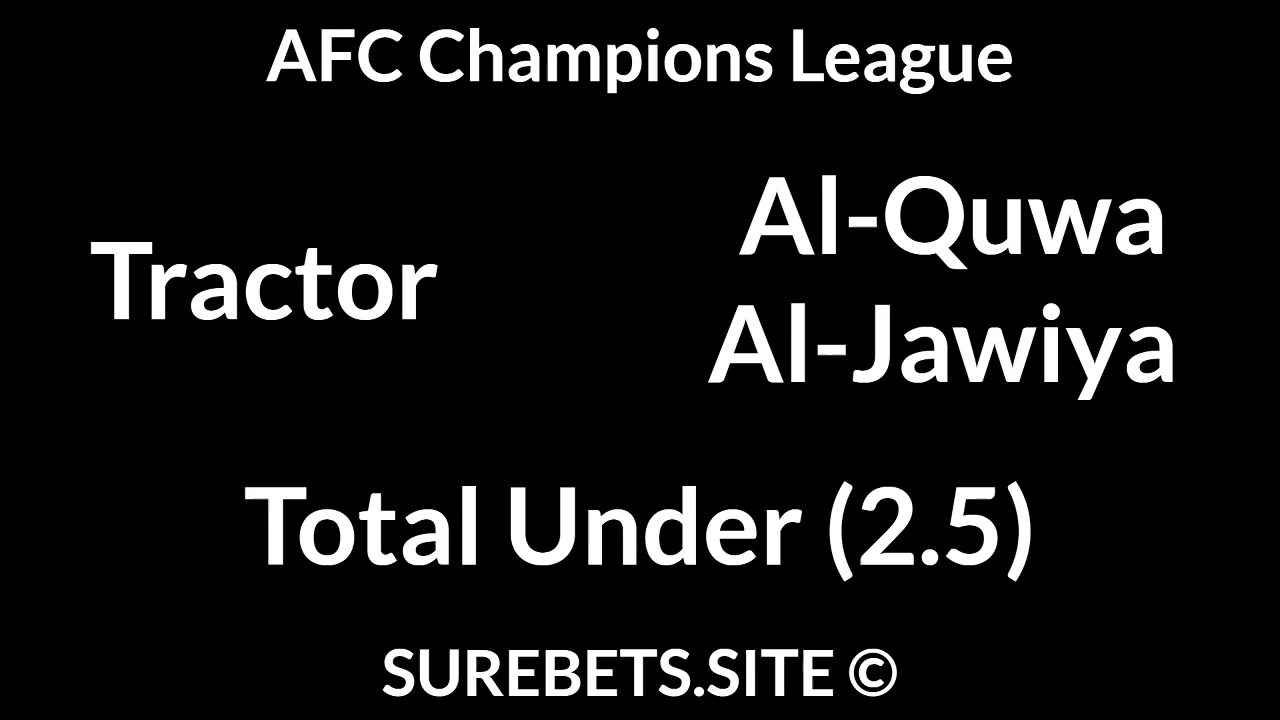 AFC Champions League
Tractor
Al-Quwa
Al-Jawiya
Total Under (2.5)
SUREBETS.SITE ©